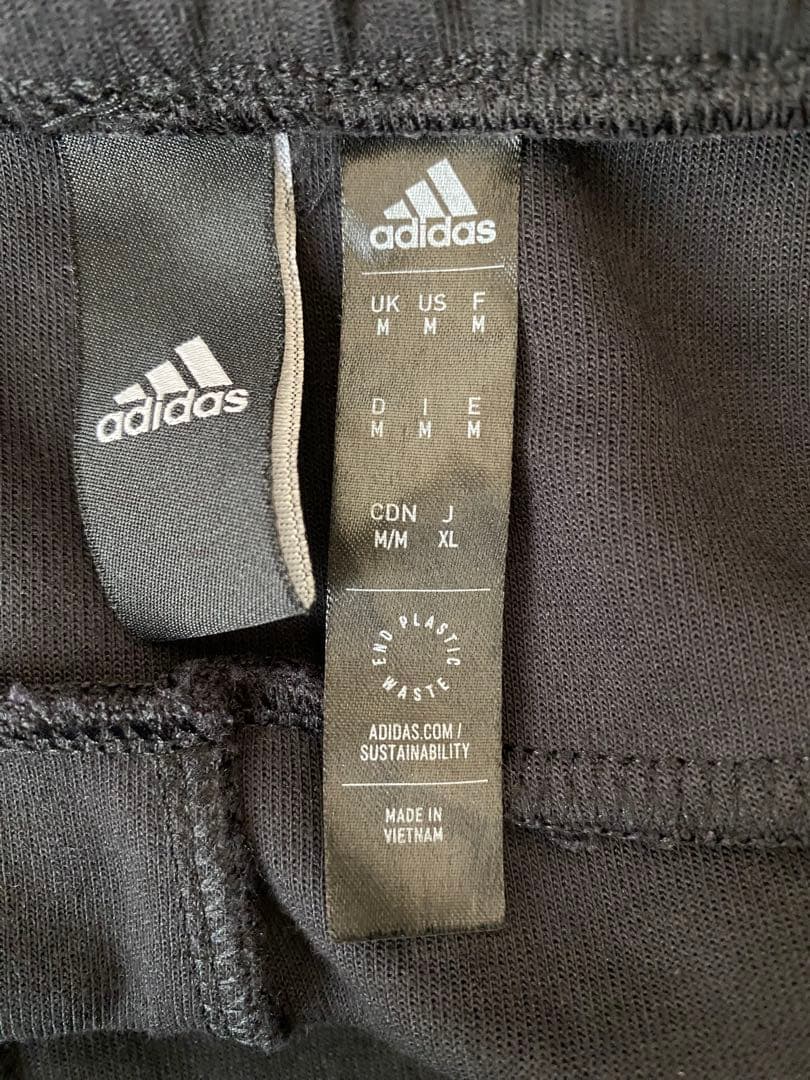 adidas
adidas
UK US F
M M M
D I E
M M M
CDN J
M/M XL
END PLASTIC WASTE
ADIDAS.COM/
SUSTAINABILITY
MADE IN
VIETNAM